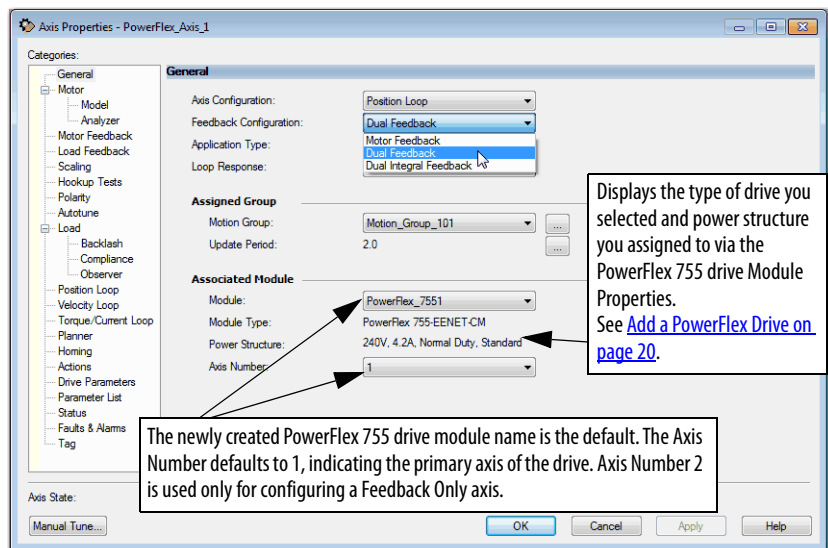 Axis Properties - PowerFlex_Axis_1
Categories:
General
Motor
Model
Analyzer
Motor Feedback
Load Feedback
Scaling
Hookup Tests
Polarity
Autotune
Load
Backlash
Compliance
Observer
Position Loop
Velocity Loop
Torque/Current Loop
Planner
Homing
Actions
Drive Parameters
Parameter List
Status
Faults & Alarms
Tag
General
Axis Configuration: Position Loop
Feedback Configuration: Dual Feedback
Motor Feedback
Dual Feedback
Dual Integral Feedback
Application Type:
Loop Response:
Assigned Group
Motion Group: Motion_Group_101 ...
Update Period: 2.0 ...
Associated Module
Module: PowerFlex_7551
Module Type: PowerFlex 755-EENET-CM
Power Structure: 240V, 4.2A, Normal Duty, Standard
Axis Number: 1
Displays the type of drive you
selected and power structure
you assigned to via the
PowerFlex 755 drive Module
Properties.
See Add a PowerFlex Drive on
page 20.
The newly created PowerFlex 755 drive module name is the default. The Axis
Number defaults to 1, indicating the primary axis of the drive. Axis Number 2
is used only for configuring a Feedback Only axis.
Axis State:
Manual Tune... OK Cancel Apply Help